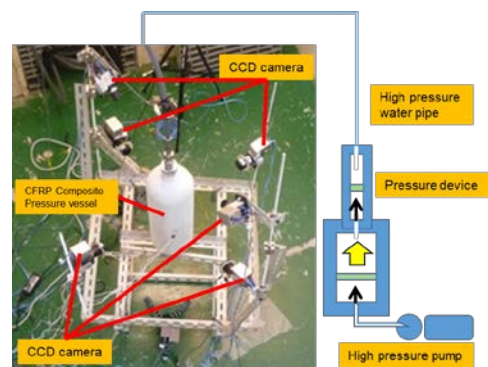 CCD camera
High pressure
water pipe
CFRP Composite
Pressure vessel
Pressure device
CCD camera
High pressure pump